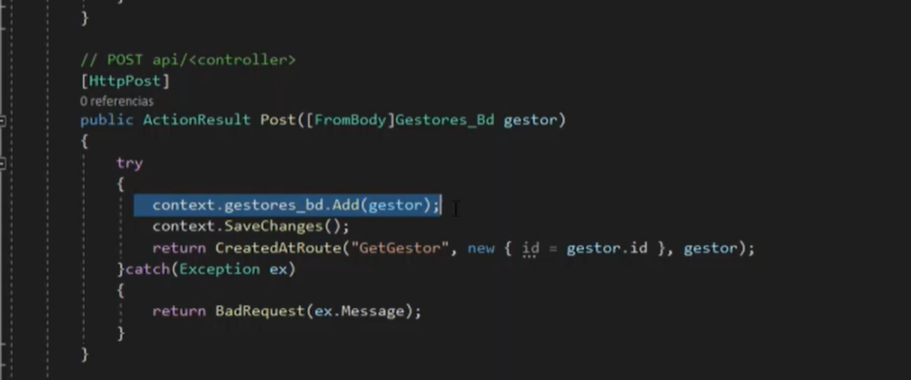 }
// POST api/<controller>
[HttpPost]
0 referencias
public ActionResult Post([FromBody]Gestores_Bd gestor)
{
try
{
context.gestores_bd.Add(gestor);
context.SaveChanges();
return CreatedAtRoute("GetGestor", new { id = gestor.id }, gestor);
}catch(Exception ex)
{
return BadRequest(ex.Message);
}
}